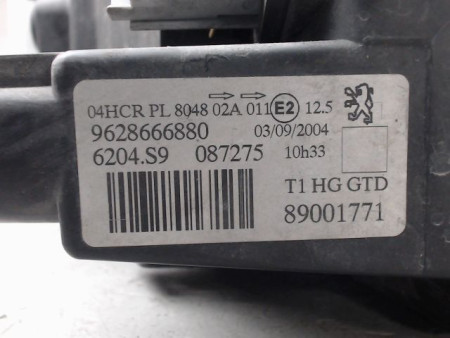 04HCR PL 8048 02A 011 E2 12.5
9628666880 03/09/2004
6204.S9 087275 10h33
T1 HG GTD
89001771